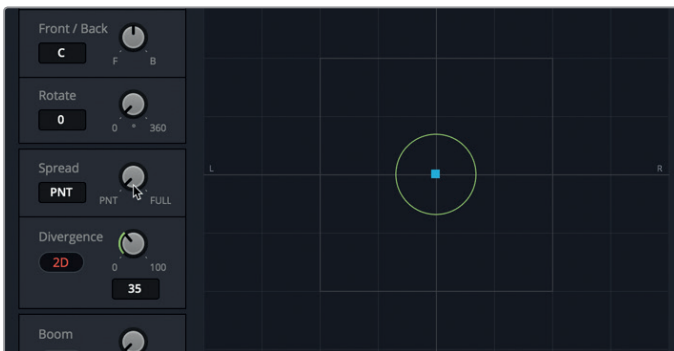 Front / Back
C
F B
Rotate
0
0 ° 360
Spread
PNT
PNT FULL
Divergence
2D
0 100
35
Boom
L
R